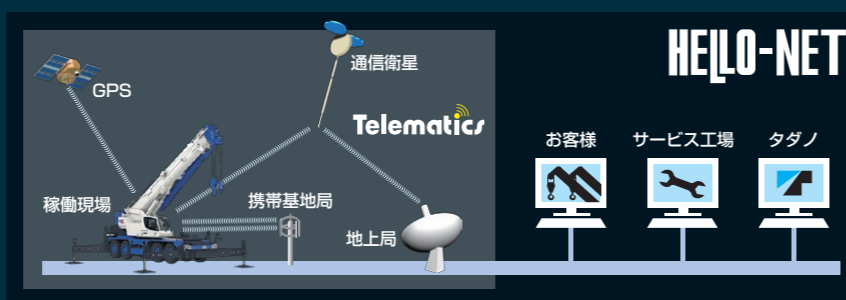 HELLO-NET
通信衛星
GPS
Telematics
お客様
サービス工場
タダノ
稼働現場
携帯基地局
地上局